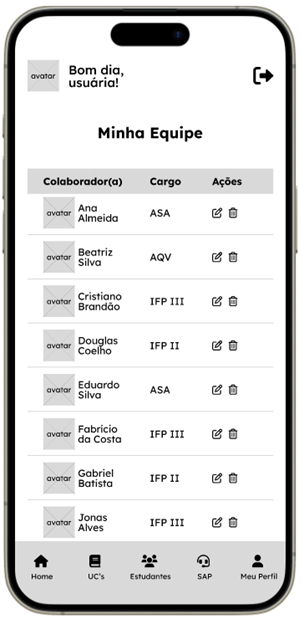 avatar
Bom dia,
usuária!
Minha Equipe
Colaborador(a) Cargo Ações
avatar Ana
Almeida ASA
avatar Beatriz
Silva AQV
avatar Cristiano
Brandão IFP III
avatar Douglas
Coelho IFP II
avatar Eduardo
Silva ASA
avatar Fabrício
da Costa IFP III
avatar Gabriel
Batista IFP II
avatar Jonas
Alves IFP III
Home UC's Estudantes SAP Meu Perfil